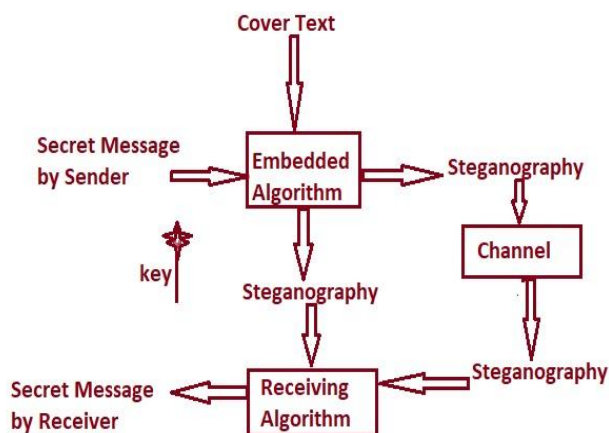 Cover Text
Secret Message
by Sender
Embedded
Algorithm
Steganography
Channel
key
Steganography
Steganography
Secret Message
by Receiver
Receiving
Algorithm